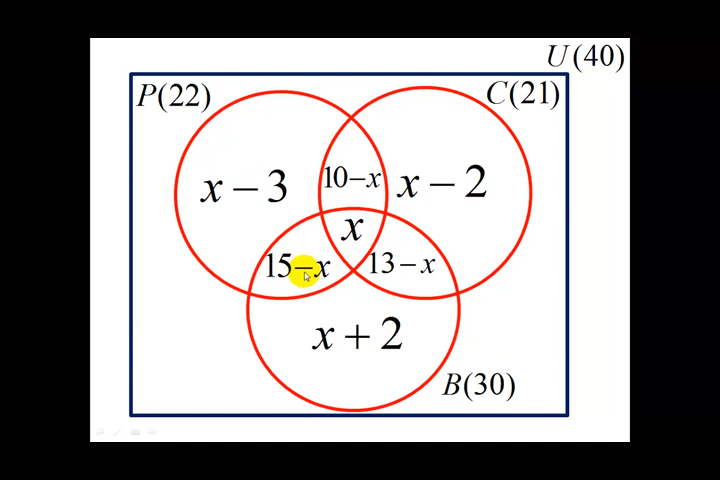 U(40)
P(22)
C(21)
x − 3
10−x
x − 2
x
15−x
13−x
x + 2
B(30)